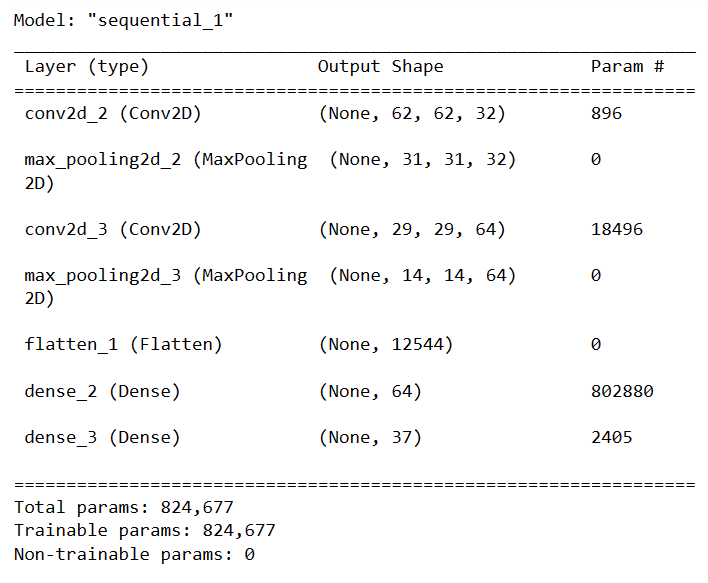 Model: "sequential_1"
_________________________________________________________________
Layer (type) Output Shape Param #
=================================================================
conv2d_2 (Conv2D) (None, 62, 62, 32) 896
max_pooling2d_2 (MaxPooling (None, 31, 31, 32) 0
2D)
conv2d_3 (Conv2D) (None, 29, 29, 64) 18496
max_pooling2d_3 (MaxPooling (None, 14, 14, 64) 0
2D)
flatten_1 (Flatten) (None, 12544) 0
dense_2 (Dense) (None, 64) 802880
dense_3 (Dense) (None, 37) 2405
=================================================================
Total params: 824,677
Trainable params: 824,677
Non-trainable params: 0